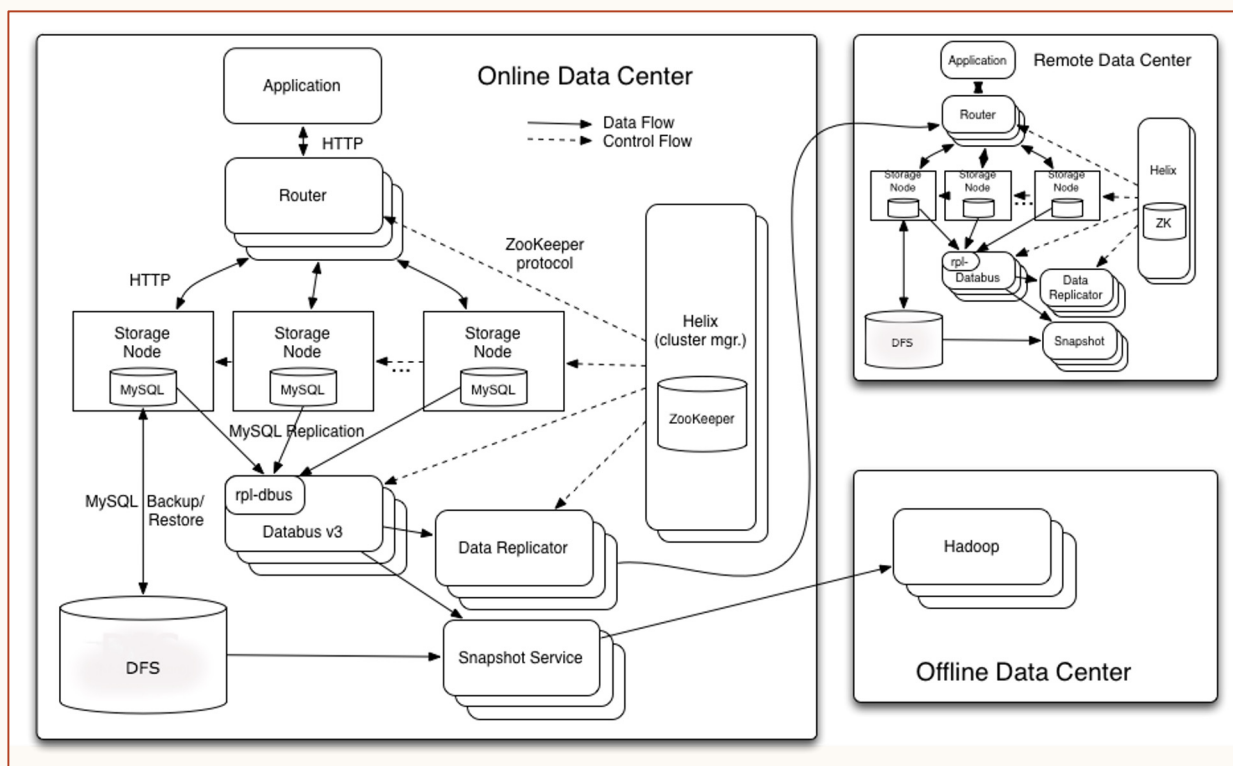 Online Data Center
Application
HTTP
Data Flow
Control Flow
Router
ZooKeeper
protocol
HTTP
Storage
Node
MySQL
Storage
Node
MySQL
...
Storage
Node
MySQL
Helix
(cluster mgr.)
ZooKeeper
MySQL Replication
MySQL Backup/
Restore
rpl-dbus
Databus v3
Data Replicator
DFS
Snapshot Service
Remote Data Center
Application
Router
Storage
Node
Storage
Node
...
Storage
Node
Helix
ZK
rpl-
Databus
Data
Replicator
DFS
Snapshot
Hadoop
Offline Data Center